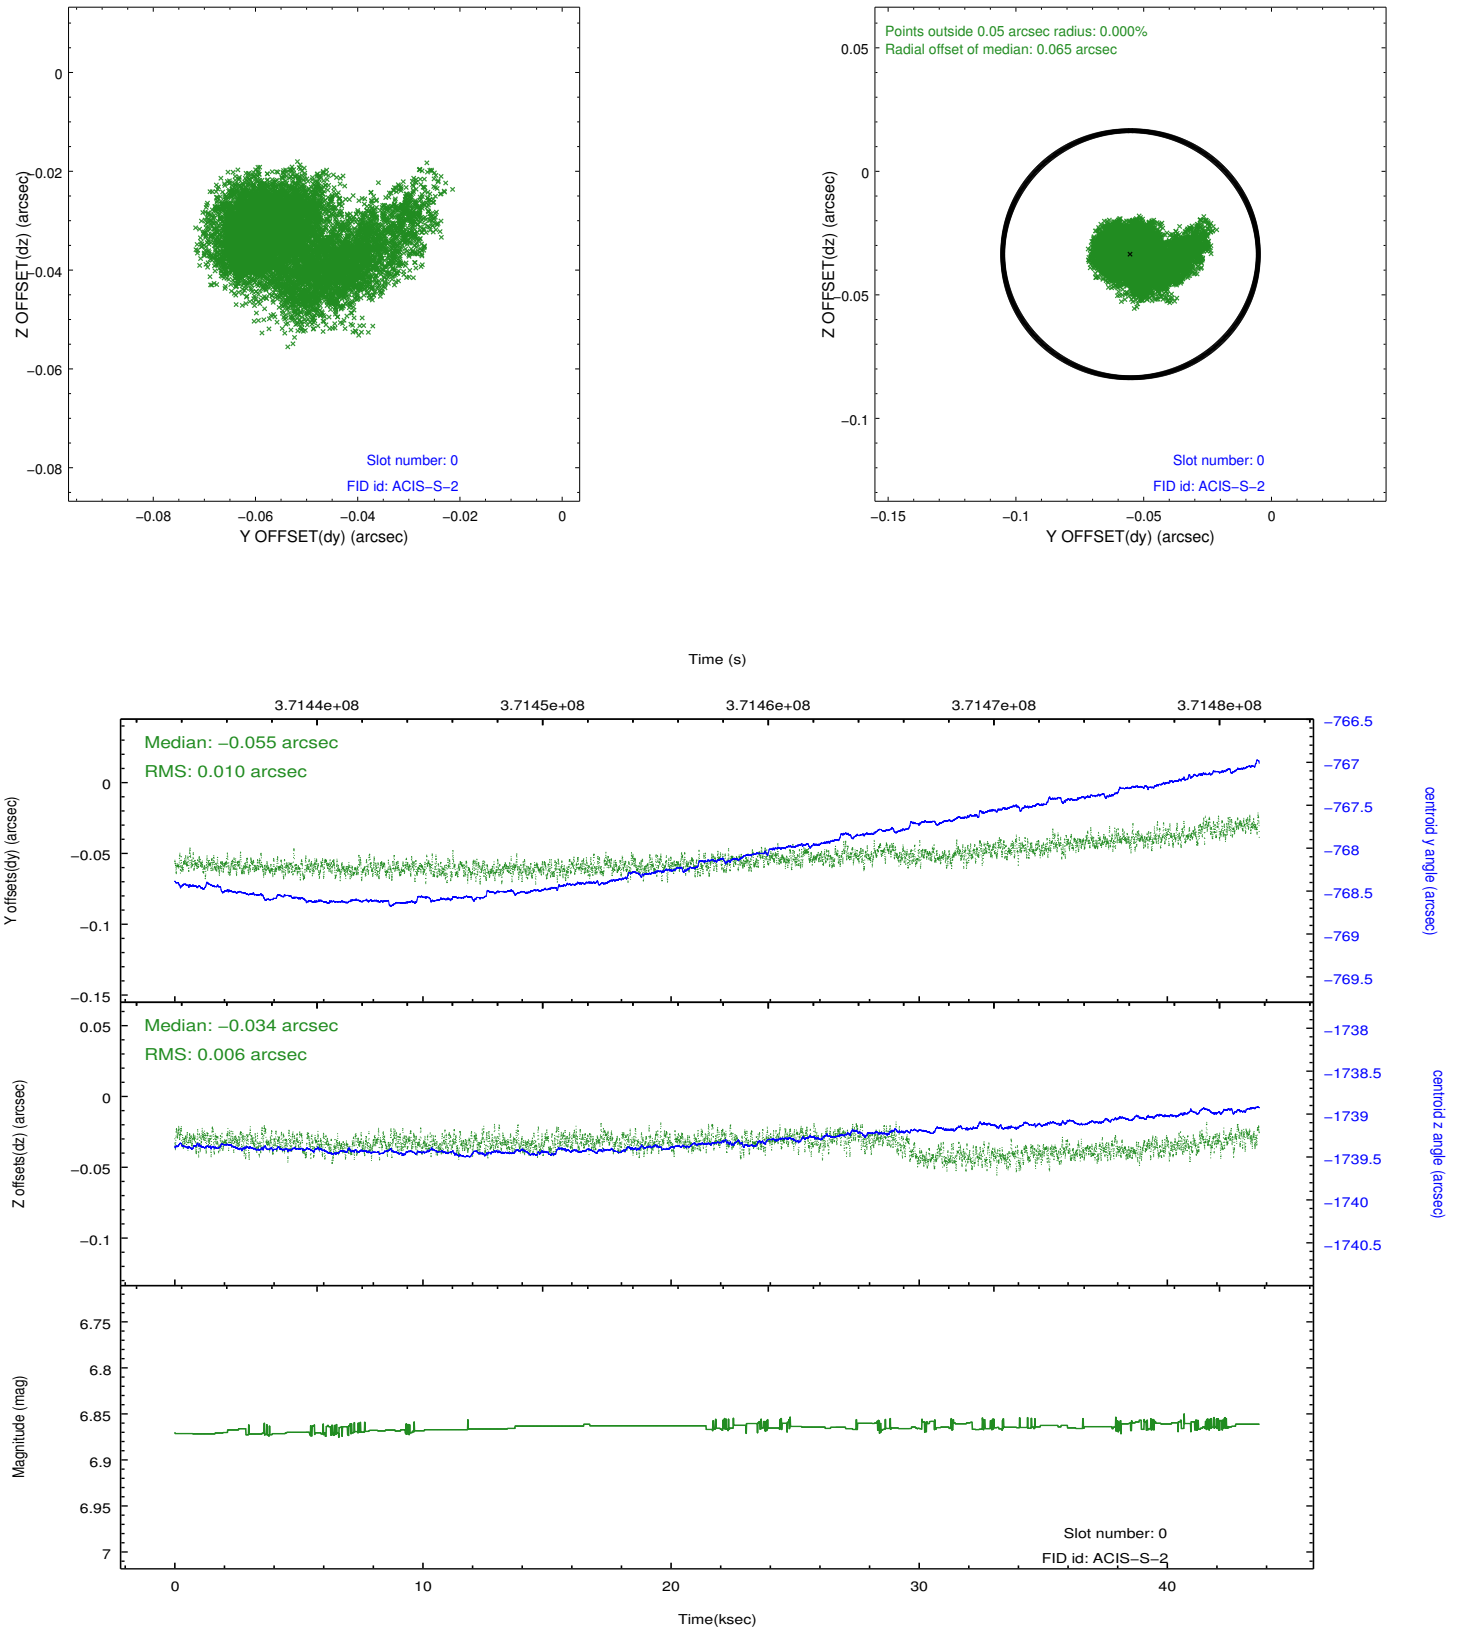 0
−0.02
−0.04
−0.06
−0.08
Z OFFSET(dz) (arcsec)
Slot number: 0
FID id: ACIS−S−2
−0.08 −0.06 −0.04 −0.02 0
Y OFFSET(dy) (arcsec)
Points outside 0.05 arcsec radius: 0.000%
Radial offset of median: 0.065 arcsec
0.05
0
−0.05
−0.1
Z OFFSET(dz) (arcsec)
Slot number: 0
FID id: ACIS−S−2
−0.15 −0.1 −0.05 0
Y OFFSET(dy) (arcsec)
Time (s)
3.7144e+08 3.7145e+08 3.7146e+08 3.7147e+08 3.7148e+08
Median: −0.055 arcsec
RMS: 0.010 arcsec
0
−0.05
−0.1
−0.15
Y offsets(dy) (arcsec)
−766.5
−767
−767.5
−768
−768.5
−769
−769.5
centroid y angle (arcsec)
Median: −0.034 arcsec
RMS: 0.006 arcsec
0.05
0
−0.05
−0.1
Z offsets(dz) (arcsec)
−1738
−1738.5
−1739
−1739.5
−1740
−1740.5
centroid z angle (arcsec)
6.75
6.8
6.85
6.9
6.95
7
Magnitude (mag)
Slot number: 0
FID id: ACIS−S−2
0 10 20 30 40
Time(ksec)